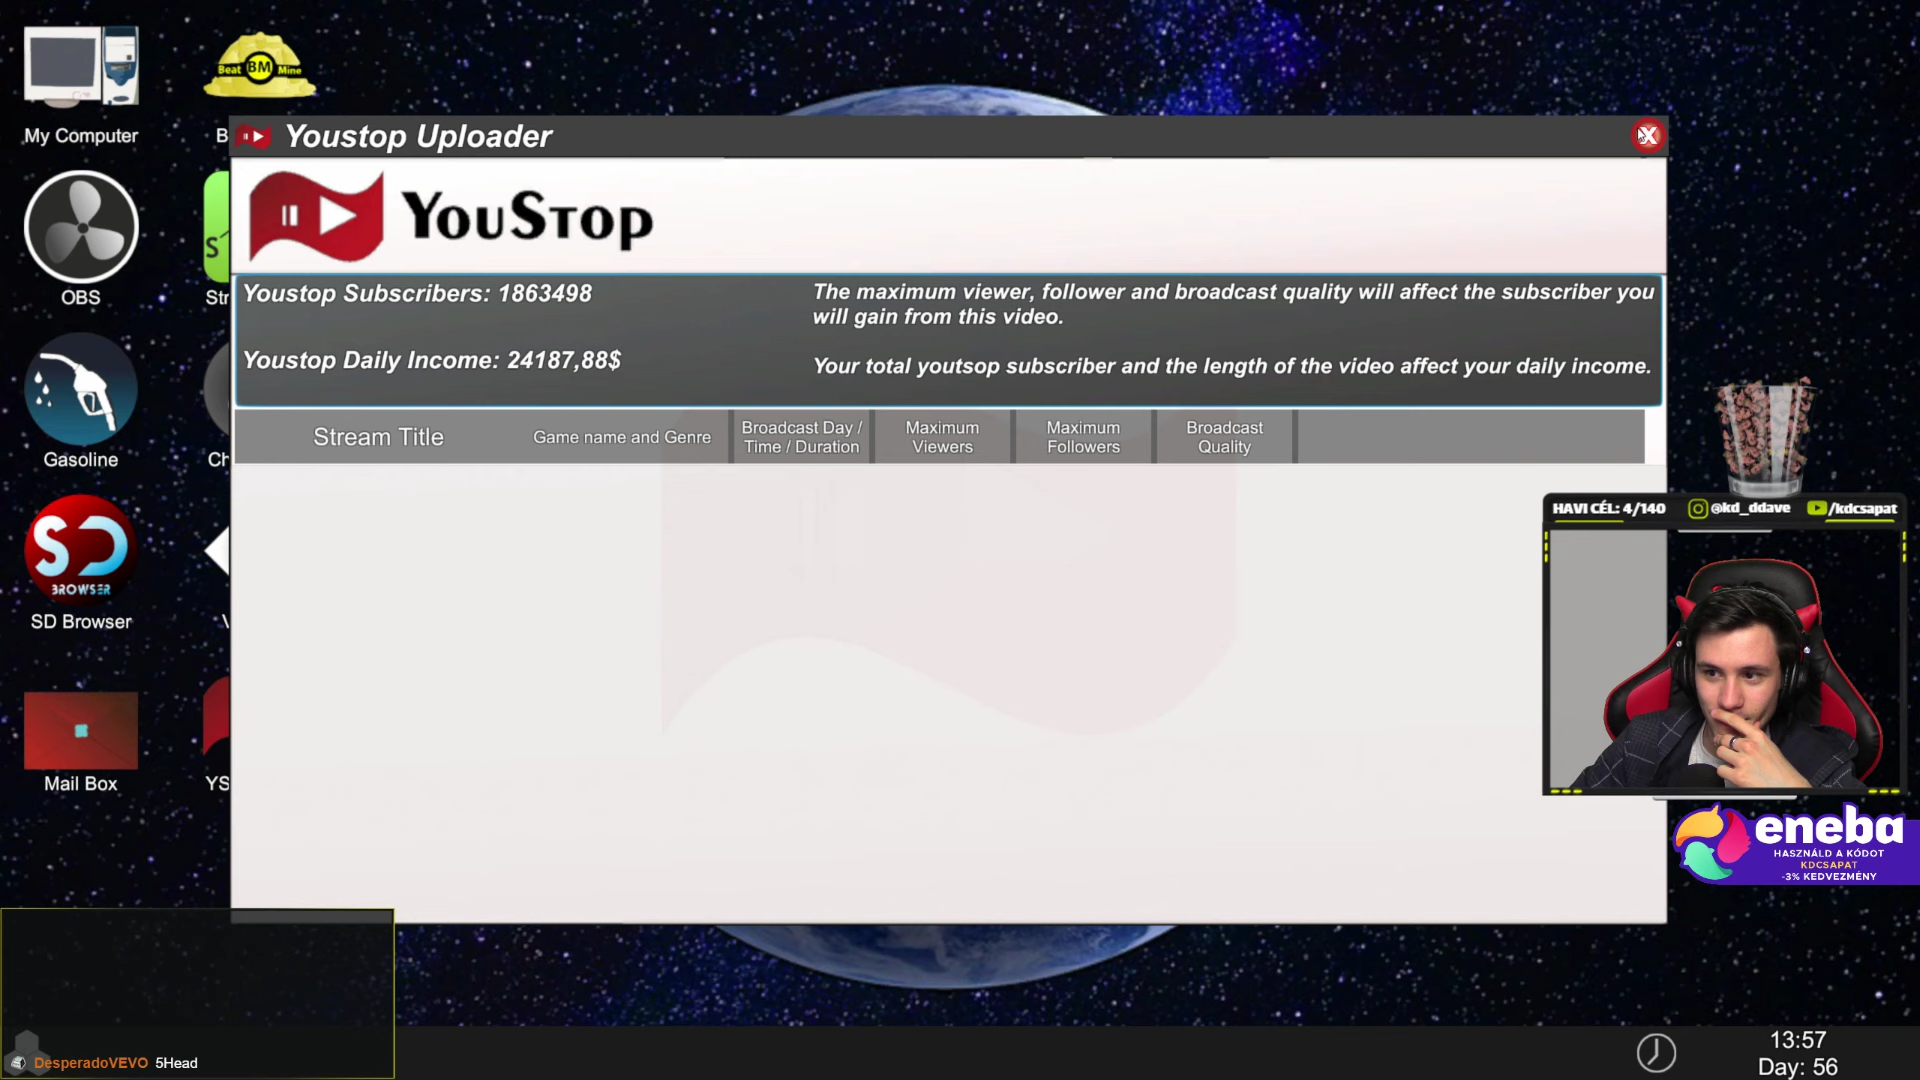 My Computer
Beat BM Mine
B
Youstop Uploader
X
YouStop
OBS
Str
Youstop Subscribers: 1863498
The maximum viewer, follower and broadcast quality will affect the subscriber you
will gain from this video.
Youstop Daily Income: 24187,88$
Your total youtsop subscriber and the length of the video affect your daily income.
Stream Title
Game name and Genre
Broadcast Day /
Time / Duration
Maximum
Viewers
Maximum
Followers
Broadcast
Quality
Gasoline
Ch
HAVI CÉL: 4/140
@kd_ddave
/kdcsapat
SD
BROWSER
SD Browser
Mail Box
YS
eneba
HASZNÁLD A KÓDOT
KDCSAPAT
-3% KEDVEZMÉNY
DesperadoVEVO 5Head
13:57
Day: 56